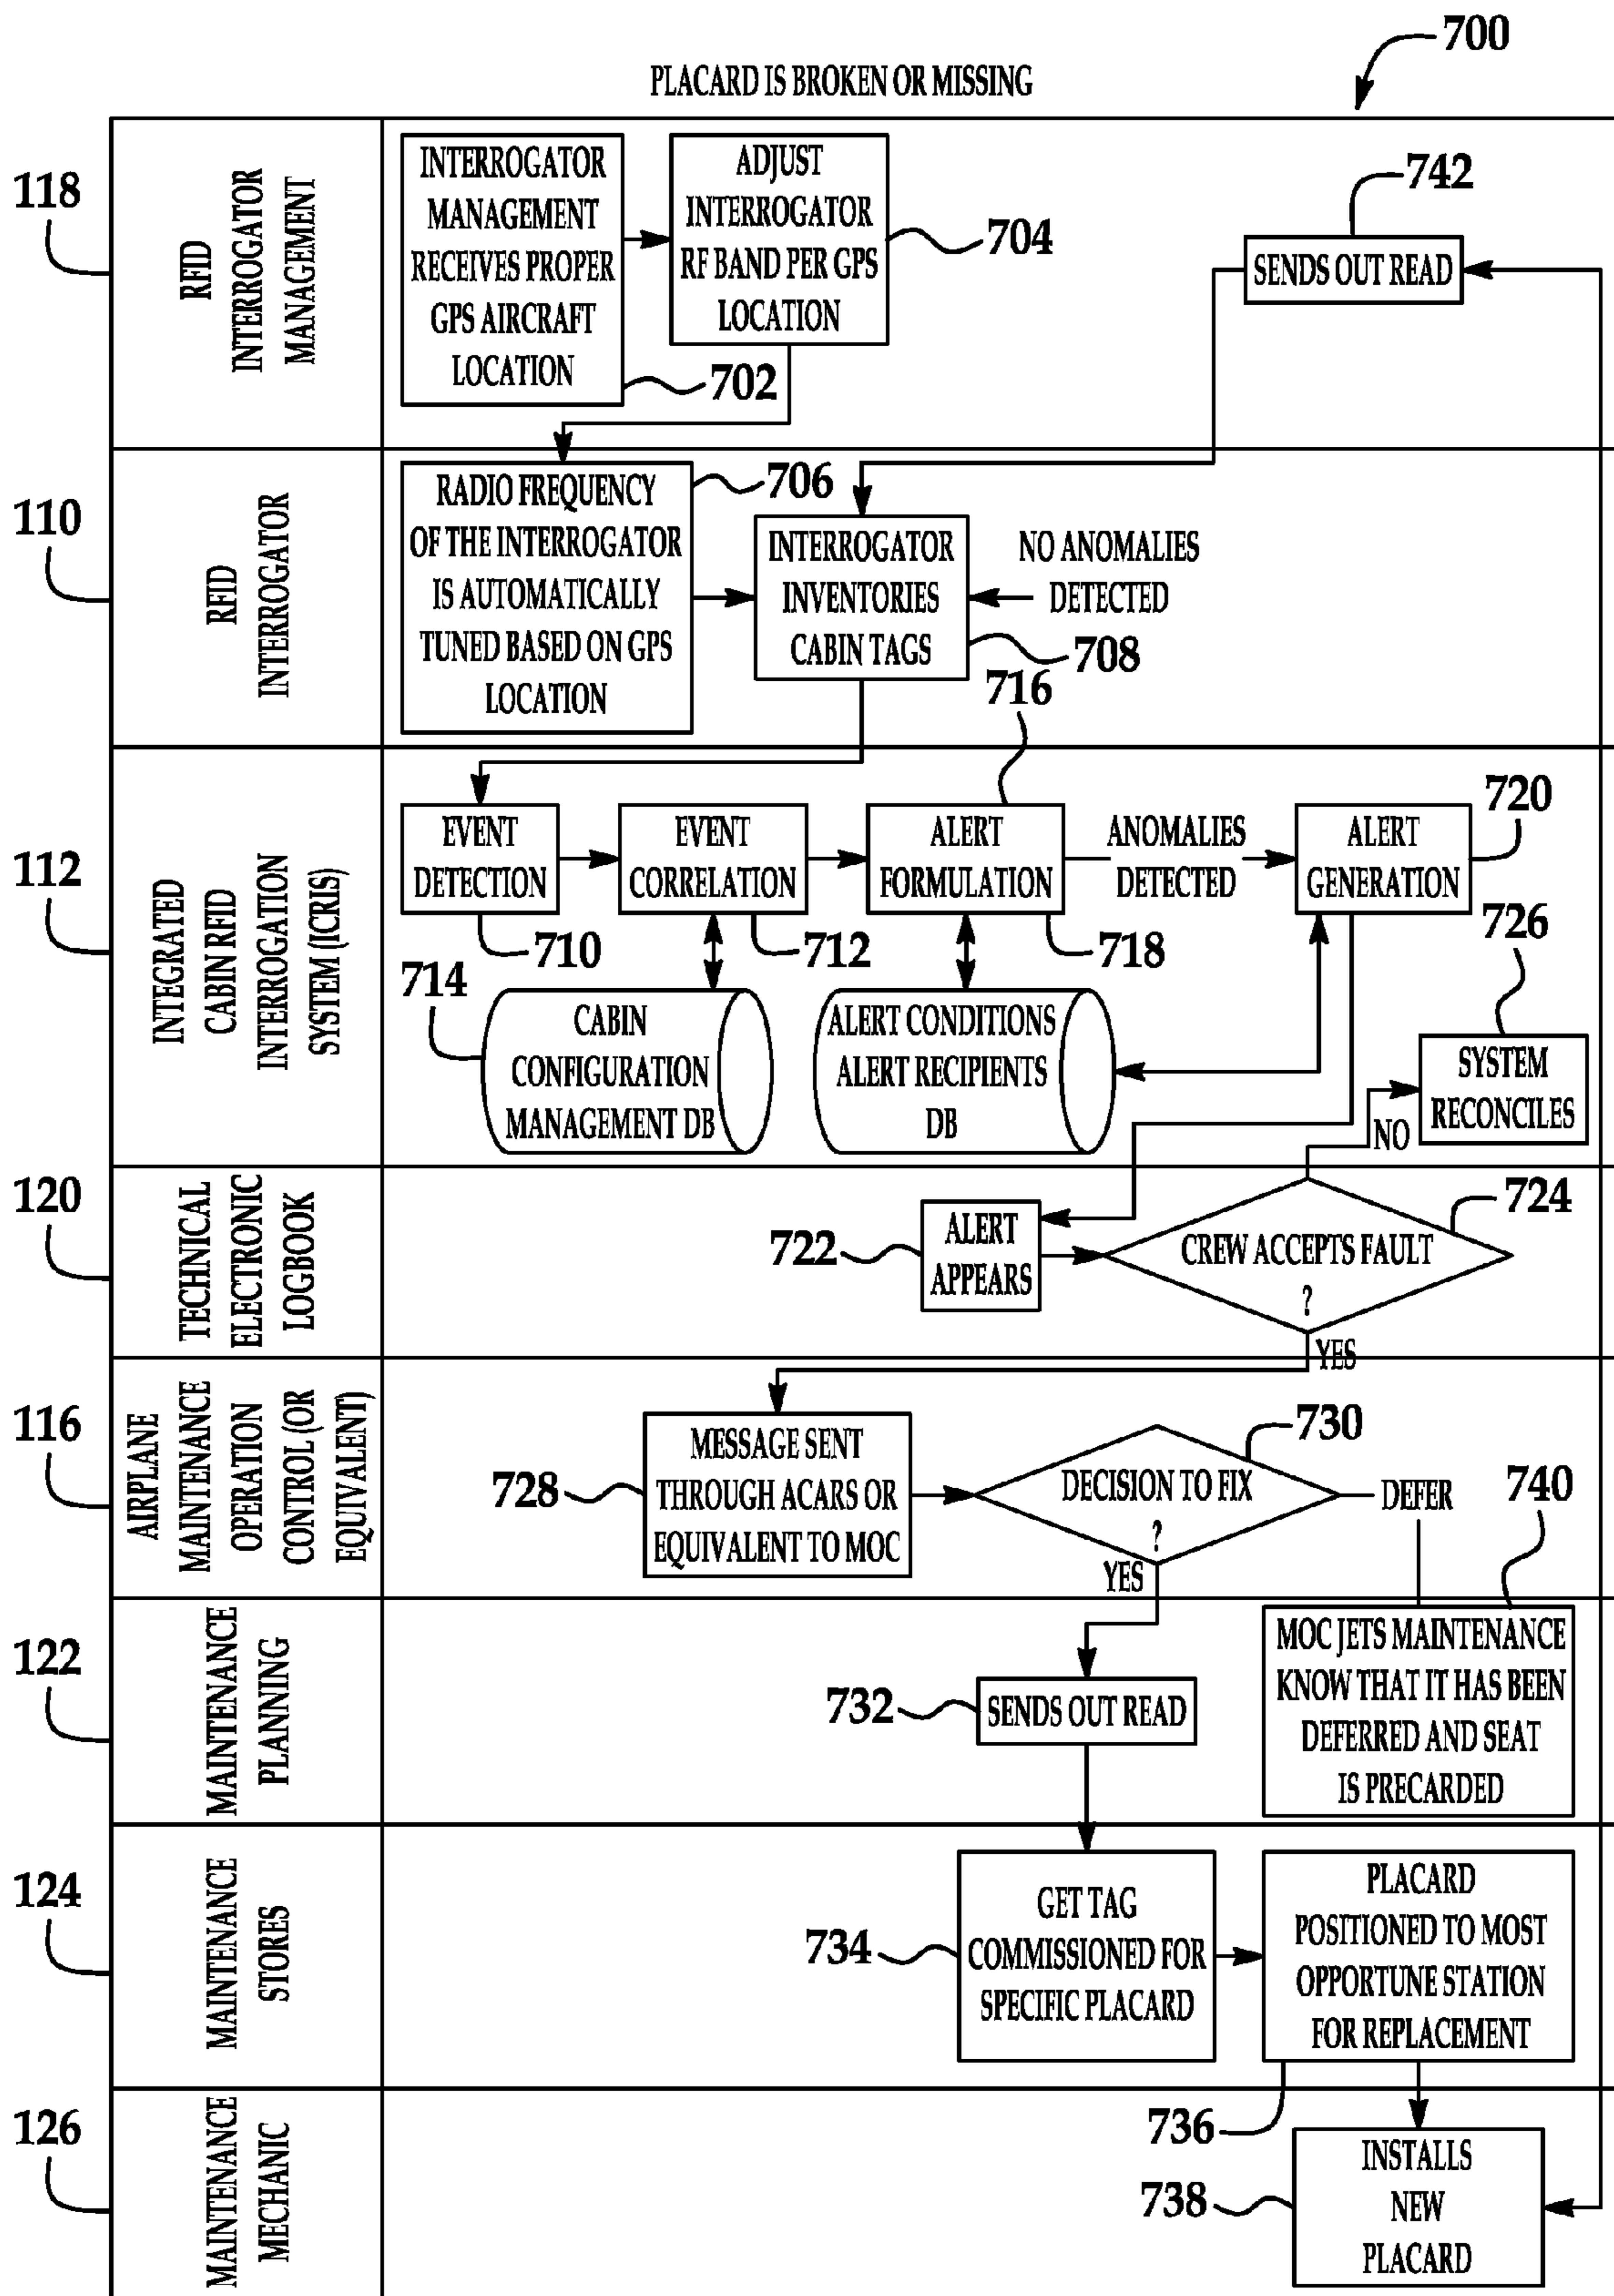 700
PLACARD IS BROKEN OR MISSING
118
RFID
INTERROGATOR
MANAGEMENT
INTERROGATOR
MANAGEMENT
RECEIVES PROPER
GPS AIRCRAFT
LOCATION
702
ADJUST
INTERROGATOR
RF BAND PER GPS
LOCATION
704
742
SENDS OUT READ
110
RFID
INTERROGATOR
RADIO FREQUENCY
OF THE INTERROGATOR
IS AUTOMATICALLY
TUNED BASED ON GPS
LOCATION
706
INTERROGATOR
INVENTORIES
CABIN TAGS
708
NO ANOMALIES
DETECTED
716
112
INTEGRATED
CABIN RFID
INTERROGATION
SYSTEM (ICRIS)
EVENT
DETECTION
710
EVENT
CORRELATION
712
ALERT
FORMULATION
718
ANOMALIES
DETECTED
ALERT
GENERATION
720
714
CABIN
CONFIGURATION
MANAGEMENT DB
ALERT CONDITIONS
ALERT RECIPIENTS
DB
726
SYSTEM
RECONCILES
NO
120
TECHNICAL
ELECTRONIC
LOGBOOK
722
ALERT
APPEARS
CREW ACCEPTS FAULT
?
724
YES
116
AIRPLANE
MAINTENANCE
OPERATION
CONTROL (OR
EQUIVALENT)
728
MESSAGE SENT
THROUGH ACARS OR
EQUIVALENT TO MOC
DECISION TO FIX
?
730
DEFER
YES
740
122
MAINTENANCE
PLANNING
732
SENDS OUT READ
MOC JETS MAINTENANCE
KNOW THAT IT HAS BEEN
DEFERRED AND SEAT
IS PRECARDED
124
MAINTENANCE
STORES
734
GET TAG
COMMISSIONED FOR
SPECIFIC PLACARD
PLACARD
POSITIONED TO MOST
OPPORTUNE STATION
FOR REPLACEMENT
736
126
MAINTENANCE
MECHANIC
738
INSTALLS
NEW
PLACARD